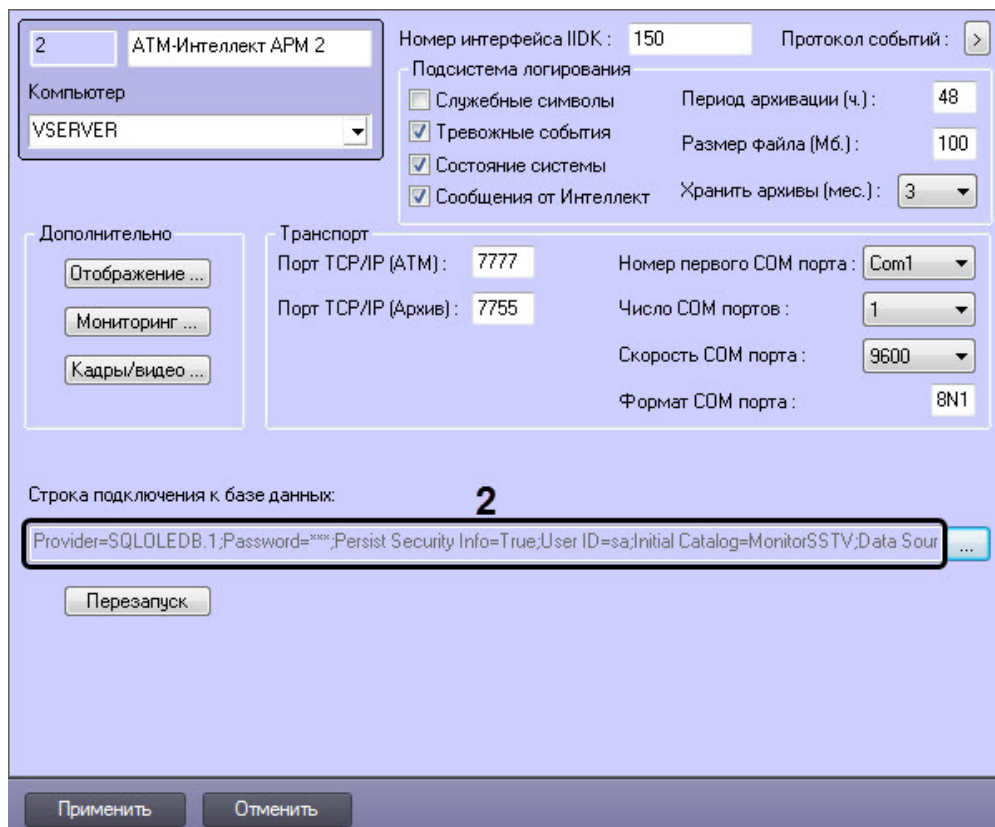 2 АТМ-Интеллект АРМ 2
Компьютер
VSERVER
Номер интерфейса IIDK : 150 Протокол событий : >
Подсистема логирования
Служебные символы Период архивации (ч.) : 48
Тревожные события Размер файла (Мб.) : 100
Состояние системы
Сообщения от Интеллект Хранить архивы (мес.) : 3
Дополнительно
Отображение ...
Мониторинг ...
Кадры/видео ...
Транспорт
Порт TCP/IP (АТМ) : 7777 Номер первого COM порта : Com1
Порт TCP/IP (Архив) : 7755 Число COM портов : 1
Скорость COM порта : 9600
Формат COM порта : 8N1
Строка подключения к базе данных:
2
Provider=SQLOLEDB.1;Password=***;Persist Security Info=True;User ID=sa;Initial Catalog=MonitorSSTV;Data Sour ...
Перезапуск
Применить Отменить